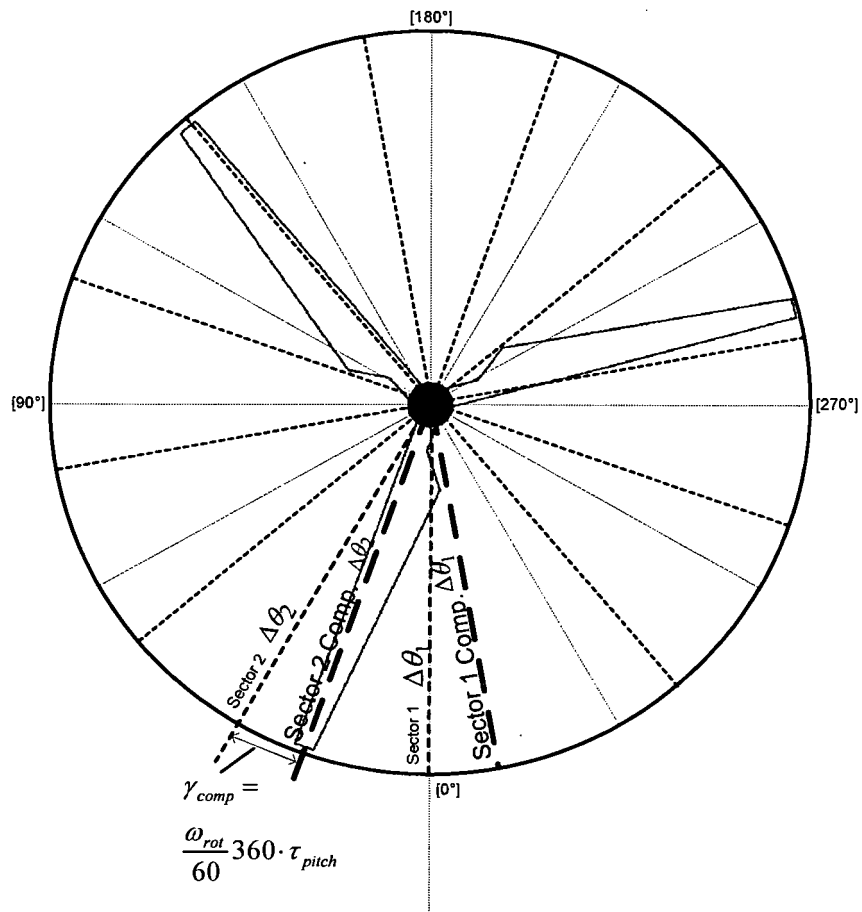 [180°]
[90°]
[270°]
Sector 2 Δθ₂
Sector 2 Comp. Δθ₂
Sector 1 Δθ₁
Sector 1 Comp. Δθ₁
[0°]
γcomp =
ωrot/60 360·τpitch